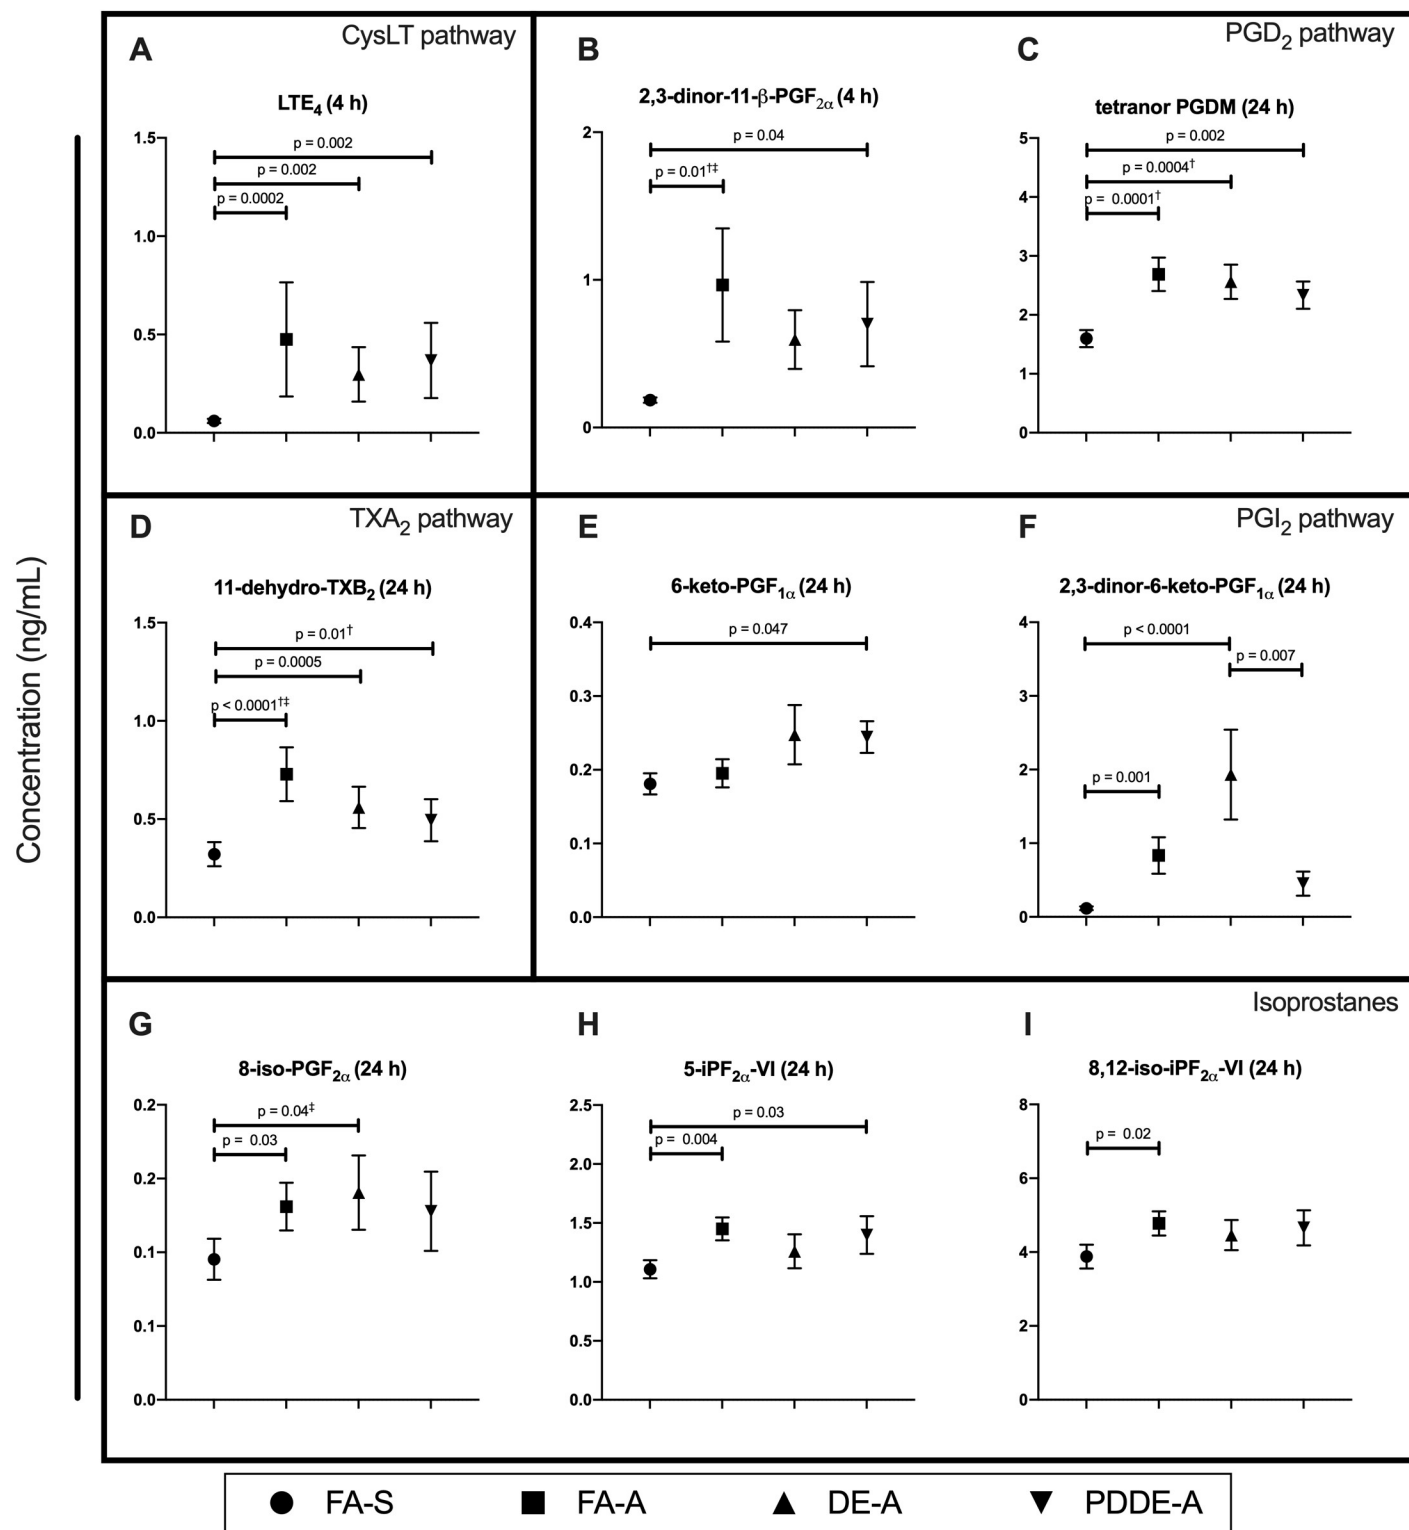 Concentration (ng/mL)
A
CysLT pathway
LTE4 (4 h)
1.5
1.0
0.5
0.0
p = 0.002
p = 0.002
p = 0.0002
B
2,3-dinor-11-β-PGF2α (4 h)
2
1
0
p = 0.04
p = 0.01†‡
C
PGD2 pathway
tetranor PGDM (24 h)
5
4
3
2
1
0
p = 0.002
p = 0.0004†
p = 0.0001†
D
TXA2 pathway
11-dehydro-TXB2 (24 h)
1.5
1.0
0.5
0.0
p = 0.01†
p = 0.0005
p < 0.0001†‡
E
6-keto-PGF1α (24 h)
0.4
0.3
0.2
0.1
0.0
p = 0.047
F
PGI2 pathway
2,3-dinor-6-keto-PGF1α (24 h)
4
3
2
1
0
p < 0.0001
p = 0.007
p = 0.001
G
8-iso-PGF2α (24 h)
0.2
0.2
0.1
0.1
0.0
p = 0.04‡
p = 0.03
H
5-iPF2α-VI (24 h)
2.5
2.0
1.5
1.0
0.5
0.0
p = 0.03
p = 0.004
I
Isoprostanes
8,12-iso-iPF2α-VI (24 h)
8
6
4
2
0
p = 0.02
FA-S
FA-A
DE-A
PDDE-A